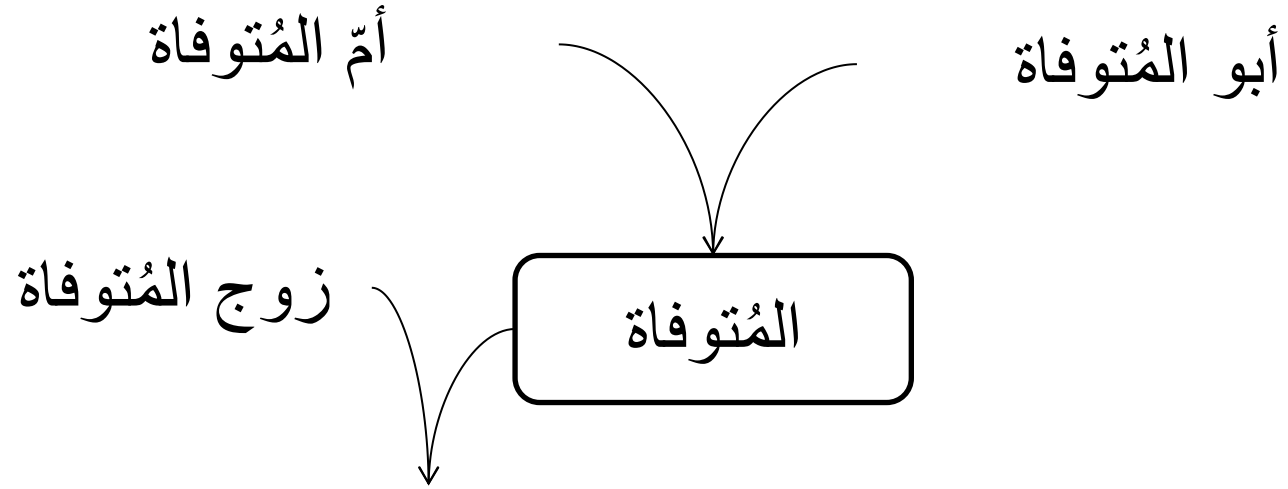 أبو المُتوفاة
أمّ المُتوفاة
زوج المُتوفاة
المُتوفاة